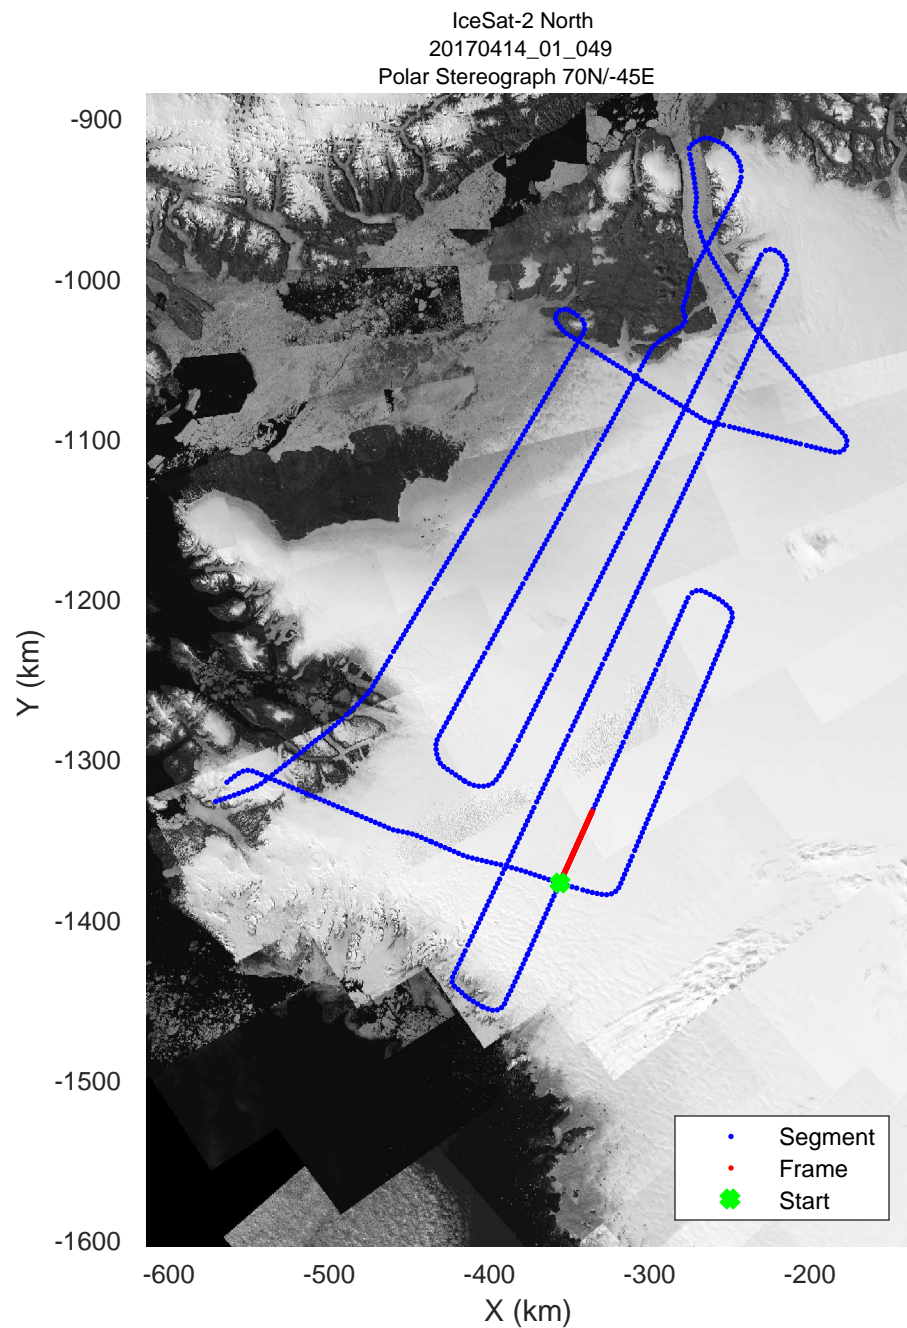 IceSat-2 North
20170414_01_049
Polar Stereograph 70N/-45E
-900
-1000
-1100
-1200
-1300
-1400
-1500
-1600
Y (km)
-600 -500 -400 -300 -200
X (km)
Segment
Frame
Start